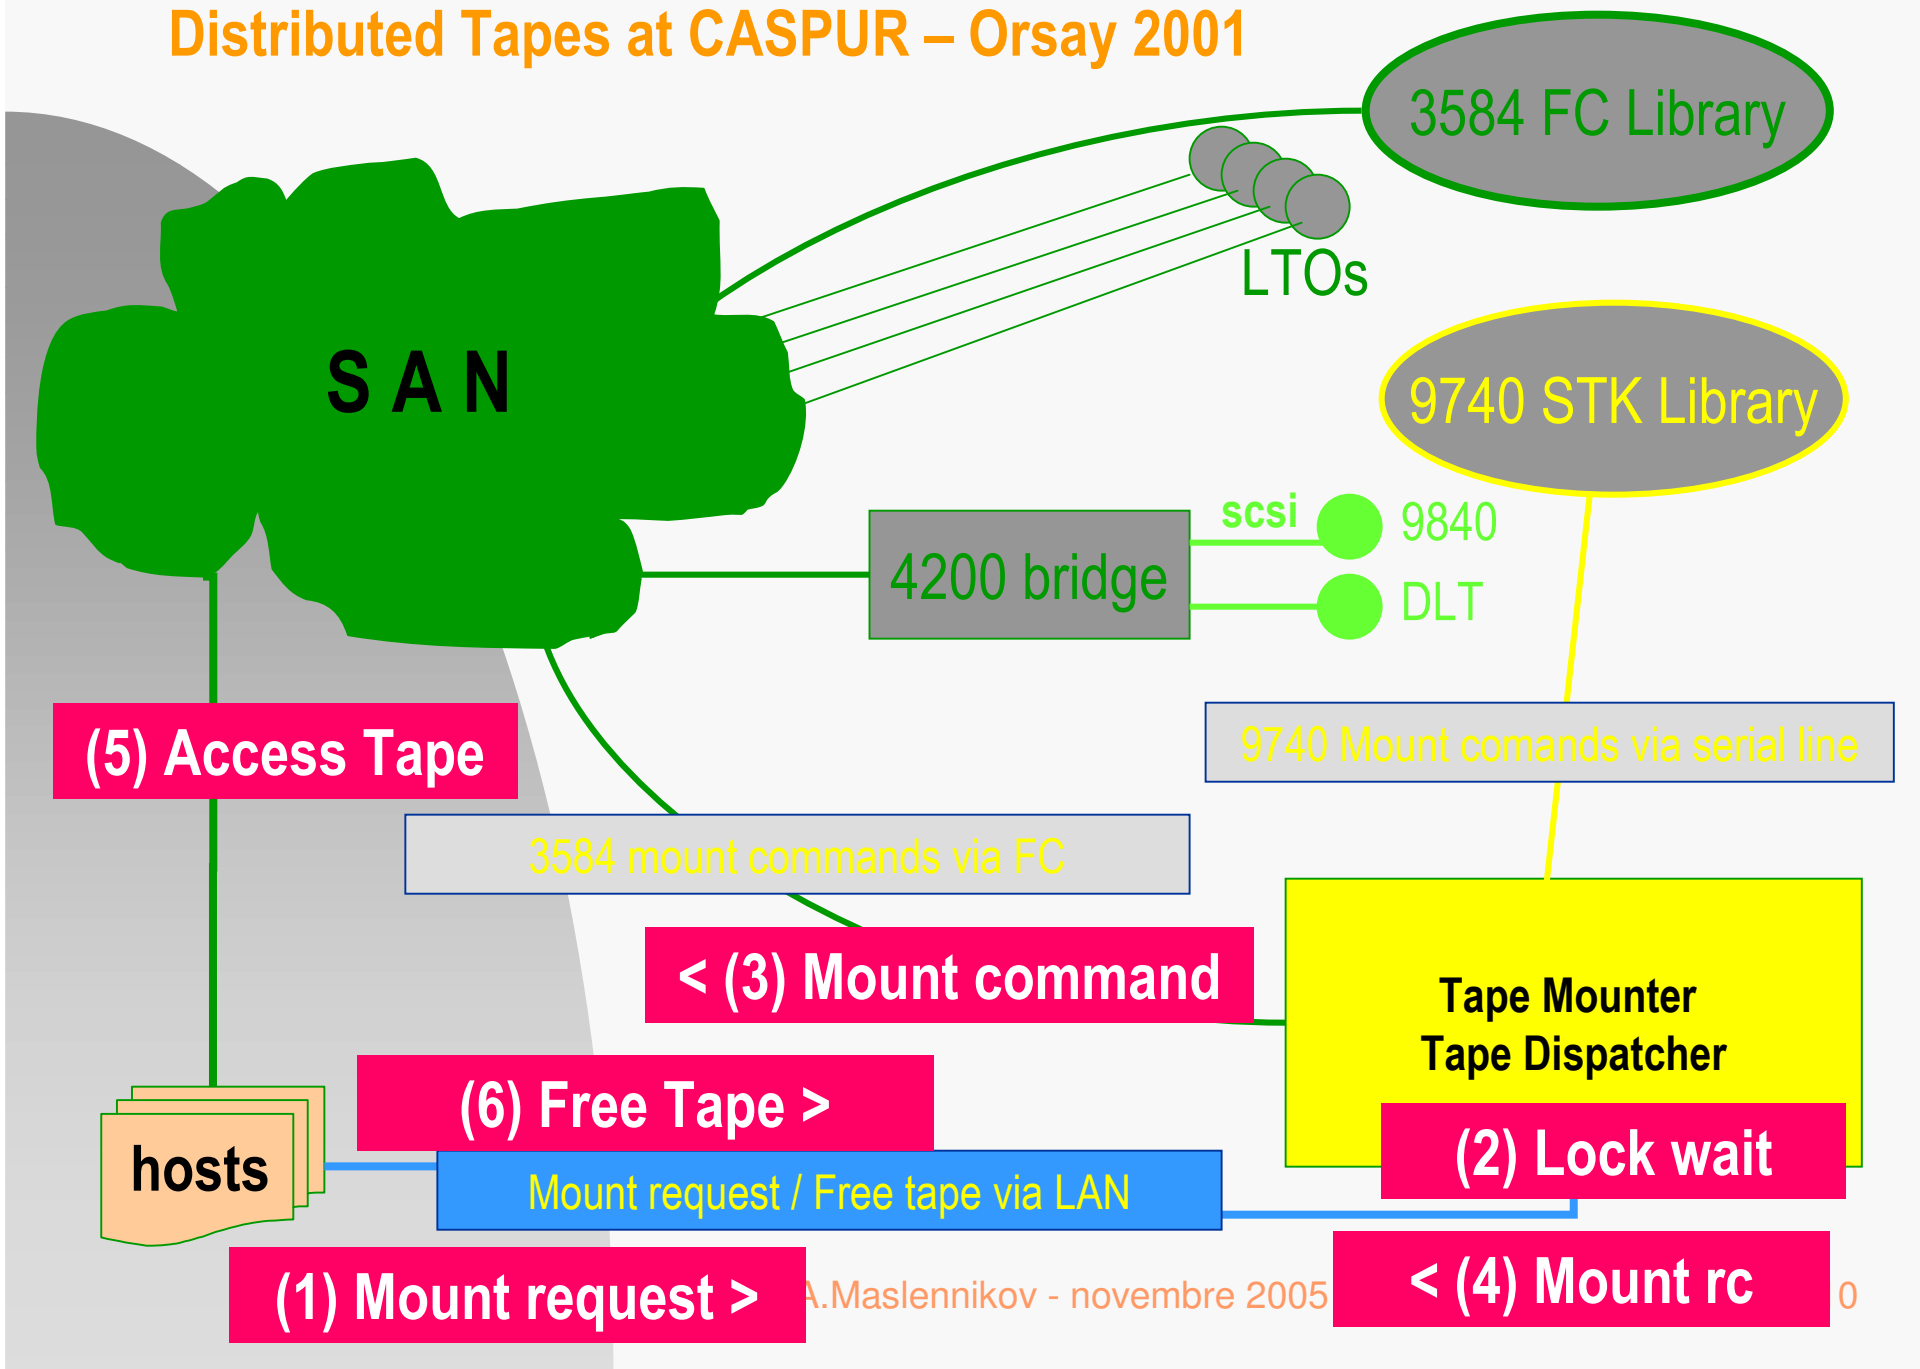 Distributed Tapes at CASPUR – Orsay 2001
3584 FC Library
LTOs
S A N
9740 STK Library
scsi
9840
4200 bridge
DLT
(5) Access Tape
9740 Mount comands via serial line
3584 mount commands via FC
< (3) Mount command
Tape Mounter
Tape Dispatcher
(6) Free Tape >
(2) Lock wait
hosts
Mount request / Free tape via LAN
(1) Mount request >
A.Maslennikov - novembre 2005
< (4) Mount rc
0